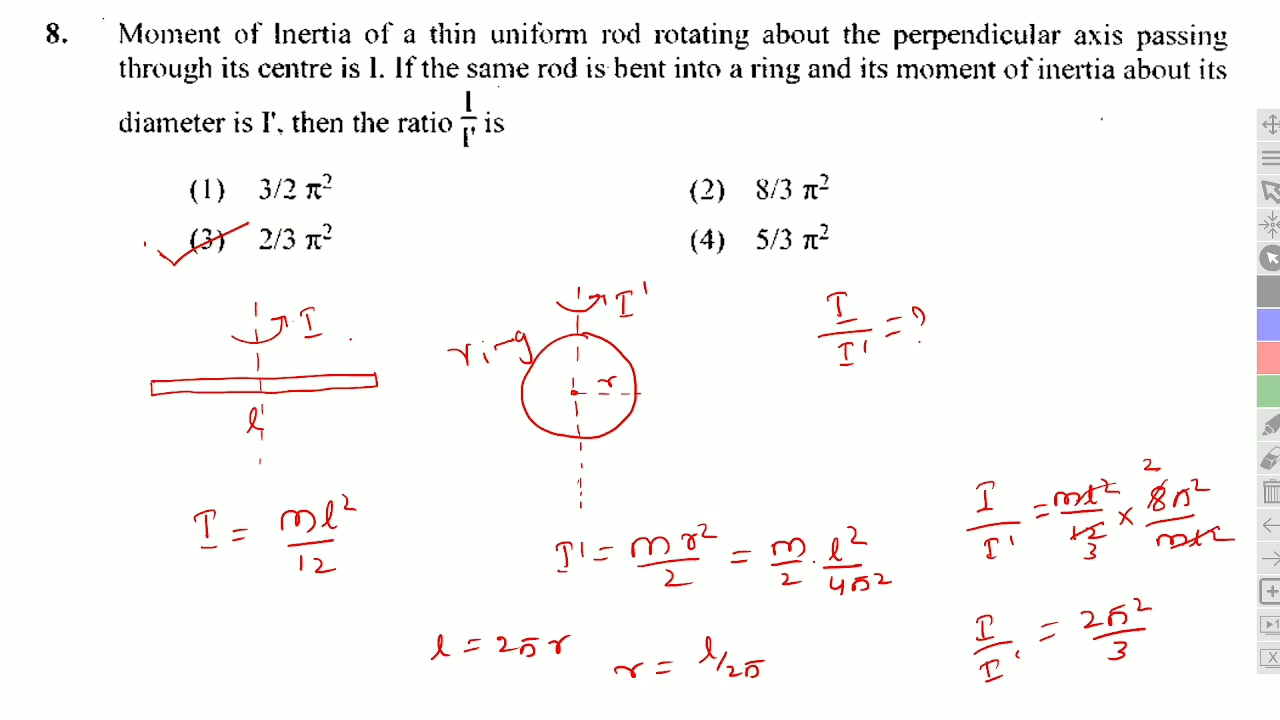 8. Moment of Inertia of a thin uniform rod rotating about the perpendicular axis passing
through its centre is I. If the same rod is bent into a ring and its moment of inertia about its
diameter is I', then the ratio I/I' is
(1) 3/2 π²
(2) 8/3 π²
(3) 2/3 π²
(4) 5/3 π²
I
I'
I/I' = ?
ring
r
l
I = ml²/12
I' = mr²/2 = m/2 . l²/4π²
I/I' = ml²/12 3 × 2 8π²/ml²
l = 2πr
r = l/2π
I/I' = 2π²/3